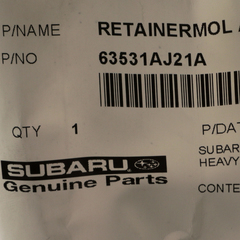 P/NAME RETAINERMOL
P/NO 63531AJ21A
QTY 1 P/DAT
SUBAR
HEAVY
SUBARU
Genuine Parts
CONTE